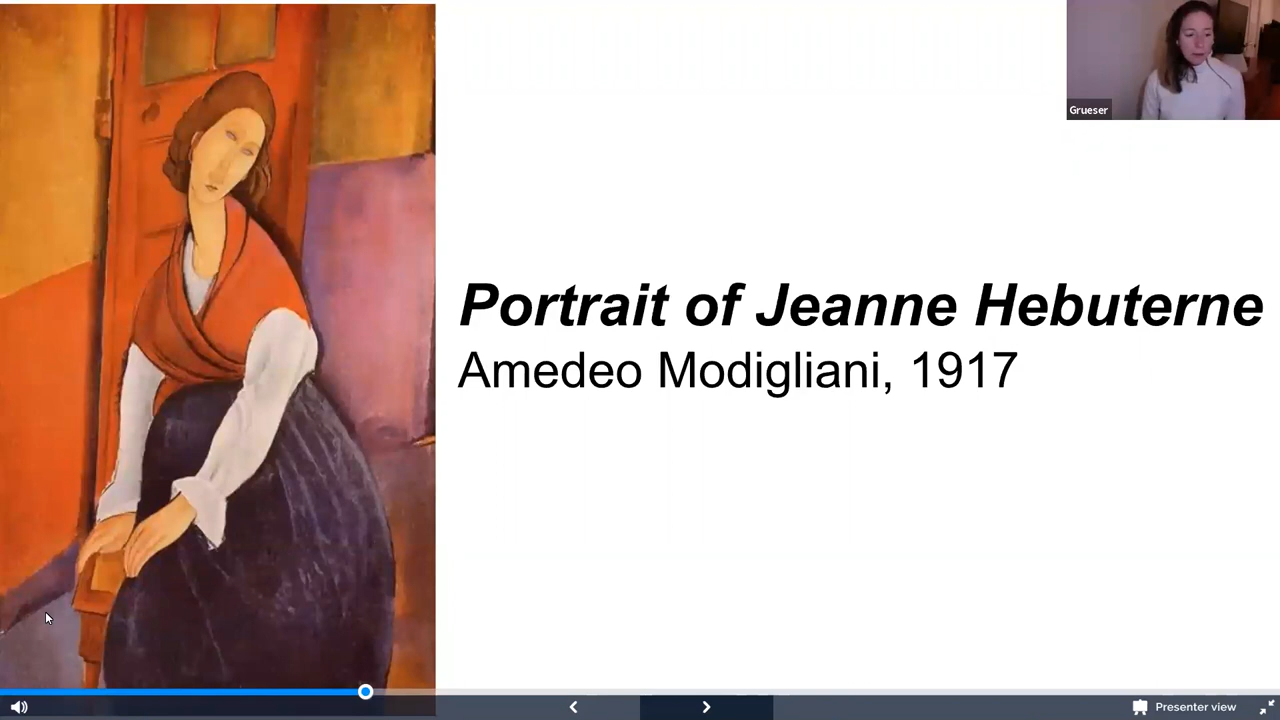 Grueser
Portrait of Jeanne Hebuterne
Amedeo Modigliani, 1917
Presenter view